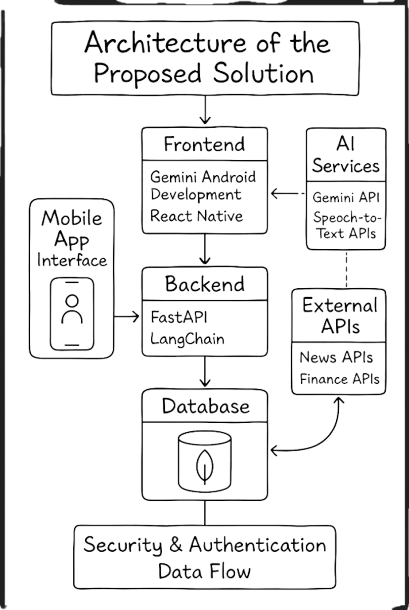 Architecture of the
Proposed Solution
Frontend
Gemini Android
Development
React Native
AI
Services
Gemini API
Speoch-to-
Text APIs
Mobile
App
Interface
Backend
FastAPI
LangChain
External
APIs
News APIs
Finance APIs
Database
Security & Authentication
Data Flow